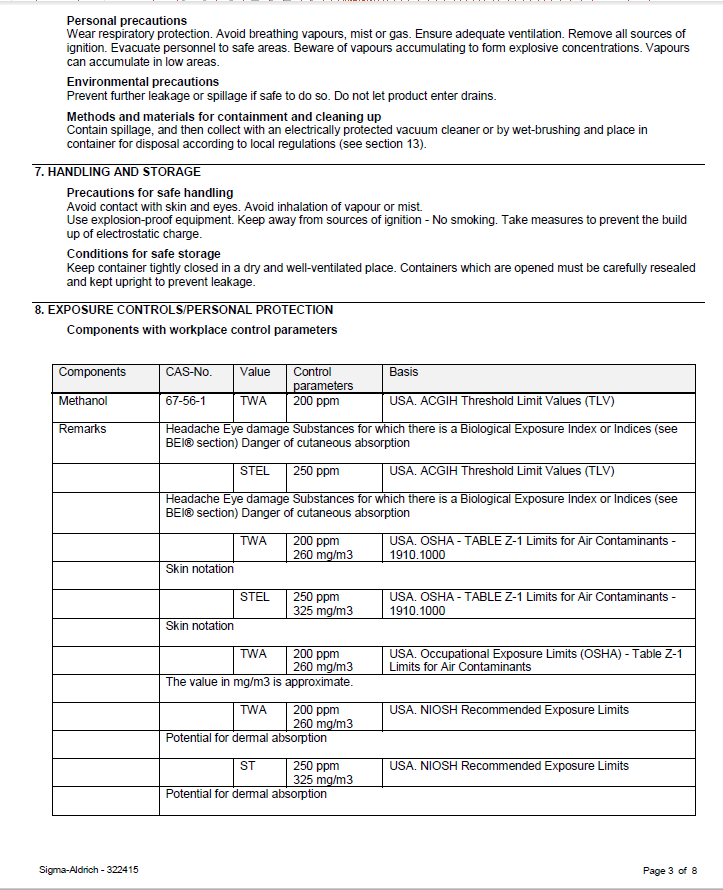 Personal precautions
Wear respiratory protection. Avoid breathing vapours, mist or gas. Ensure adequate ventilation. Remove all sources of
ignition. Evacuate personnel to safe areas. Beware of vapours accumulating to form explosive concentrations. Vapours
can accumulate in low areas.
Environmental precautions
Prevent further leakage or spillage if safe to do so. Do not let product enter drains.
Methods and materials for containment and cleaning up
Contain spillage, and then collect with an electrically protected vacuum cleaner or by wet-brushing and place in
container for disposal according to local regulations (see section 13).
7. HANDLING AND STORAGE
Precautions for safe handling
Avoid contact with skin and eyes. Avoid inhalation of vapour or mist.
Use explosion-proof equipment. Keep away from sources of ignition - No smoking. Take measures to prevent the build
up of electrostatic charge.
Conditions for safe storage
Keep container tightly closed in a dry and well-ventilated place. Containers which are opened must be carefully resealed
and kept upright to prevent leakage.
8. EXPOSURE CONTROLS/PERSONAL PROTECTION
Components with workplace control parameters
Components CAS-No. Value Control Basis
parameters
Methanol 67-56-1 TWA 200 ppm USA. ACGIH Threshold Limit Values (TLV)
Remarks Headache Eye damage Substances for which there is a Biological Exposure Index or Indices (see
BEI® section) Danger of cutaneous absorption
STEL 250 ppm USA. ACGIH Threshold Limit Values (TLV)
Headache Eye damage Substances for which there is a Biological Exposure Index or Indices (see
BEI® section) Danger of cutaneous absorption
TWA 200 ppm USA. OSHA - TABLE Z-1 Limits for Air Contaminants -
260 mg/m3 1910.1000
Skin notation
STEL 250 ppm USA. OSHA - TABLE Z-1 Limits for Air Contaminants -
325 mg/m3 1910.1000
Skin notation
TWA 200 ppm USA. Occupational Exposure Limits (OSHA) - Table Z-1
260 mg/m3 Limits for Air Contaminants
The value in mg/m3 is approximate.
TWA 200 ppm USA. NIOSH Recommended Exposure Limits
260 mg/m3
Potential for dermal absorption
ST 250 ppm USA. NIOSH Recommended Exposure Limits
325 mg/m3
Potential for dermal absorption
Sigma-Aldrich - 322415 Page 3 of 8